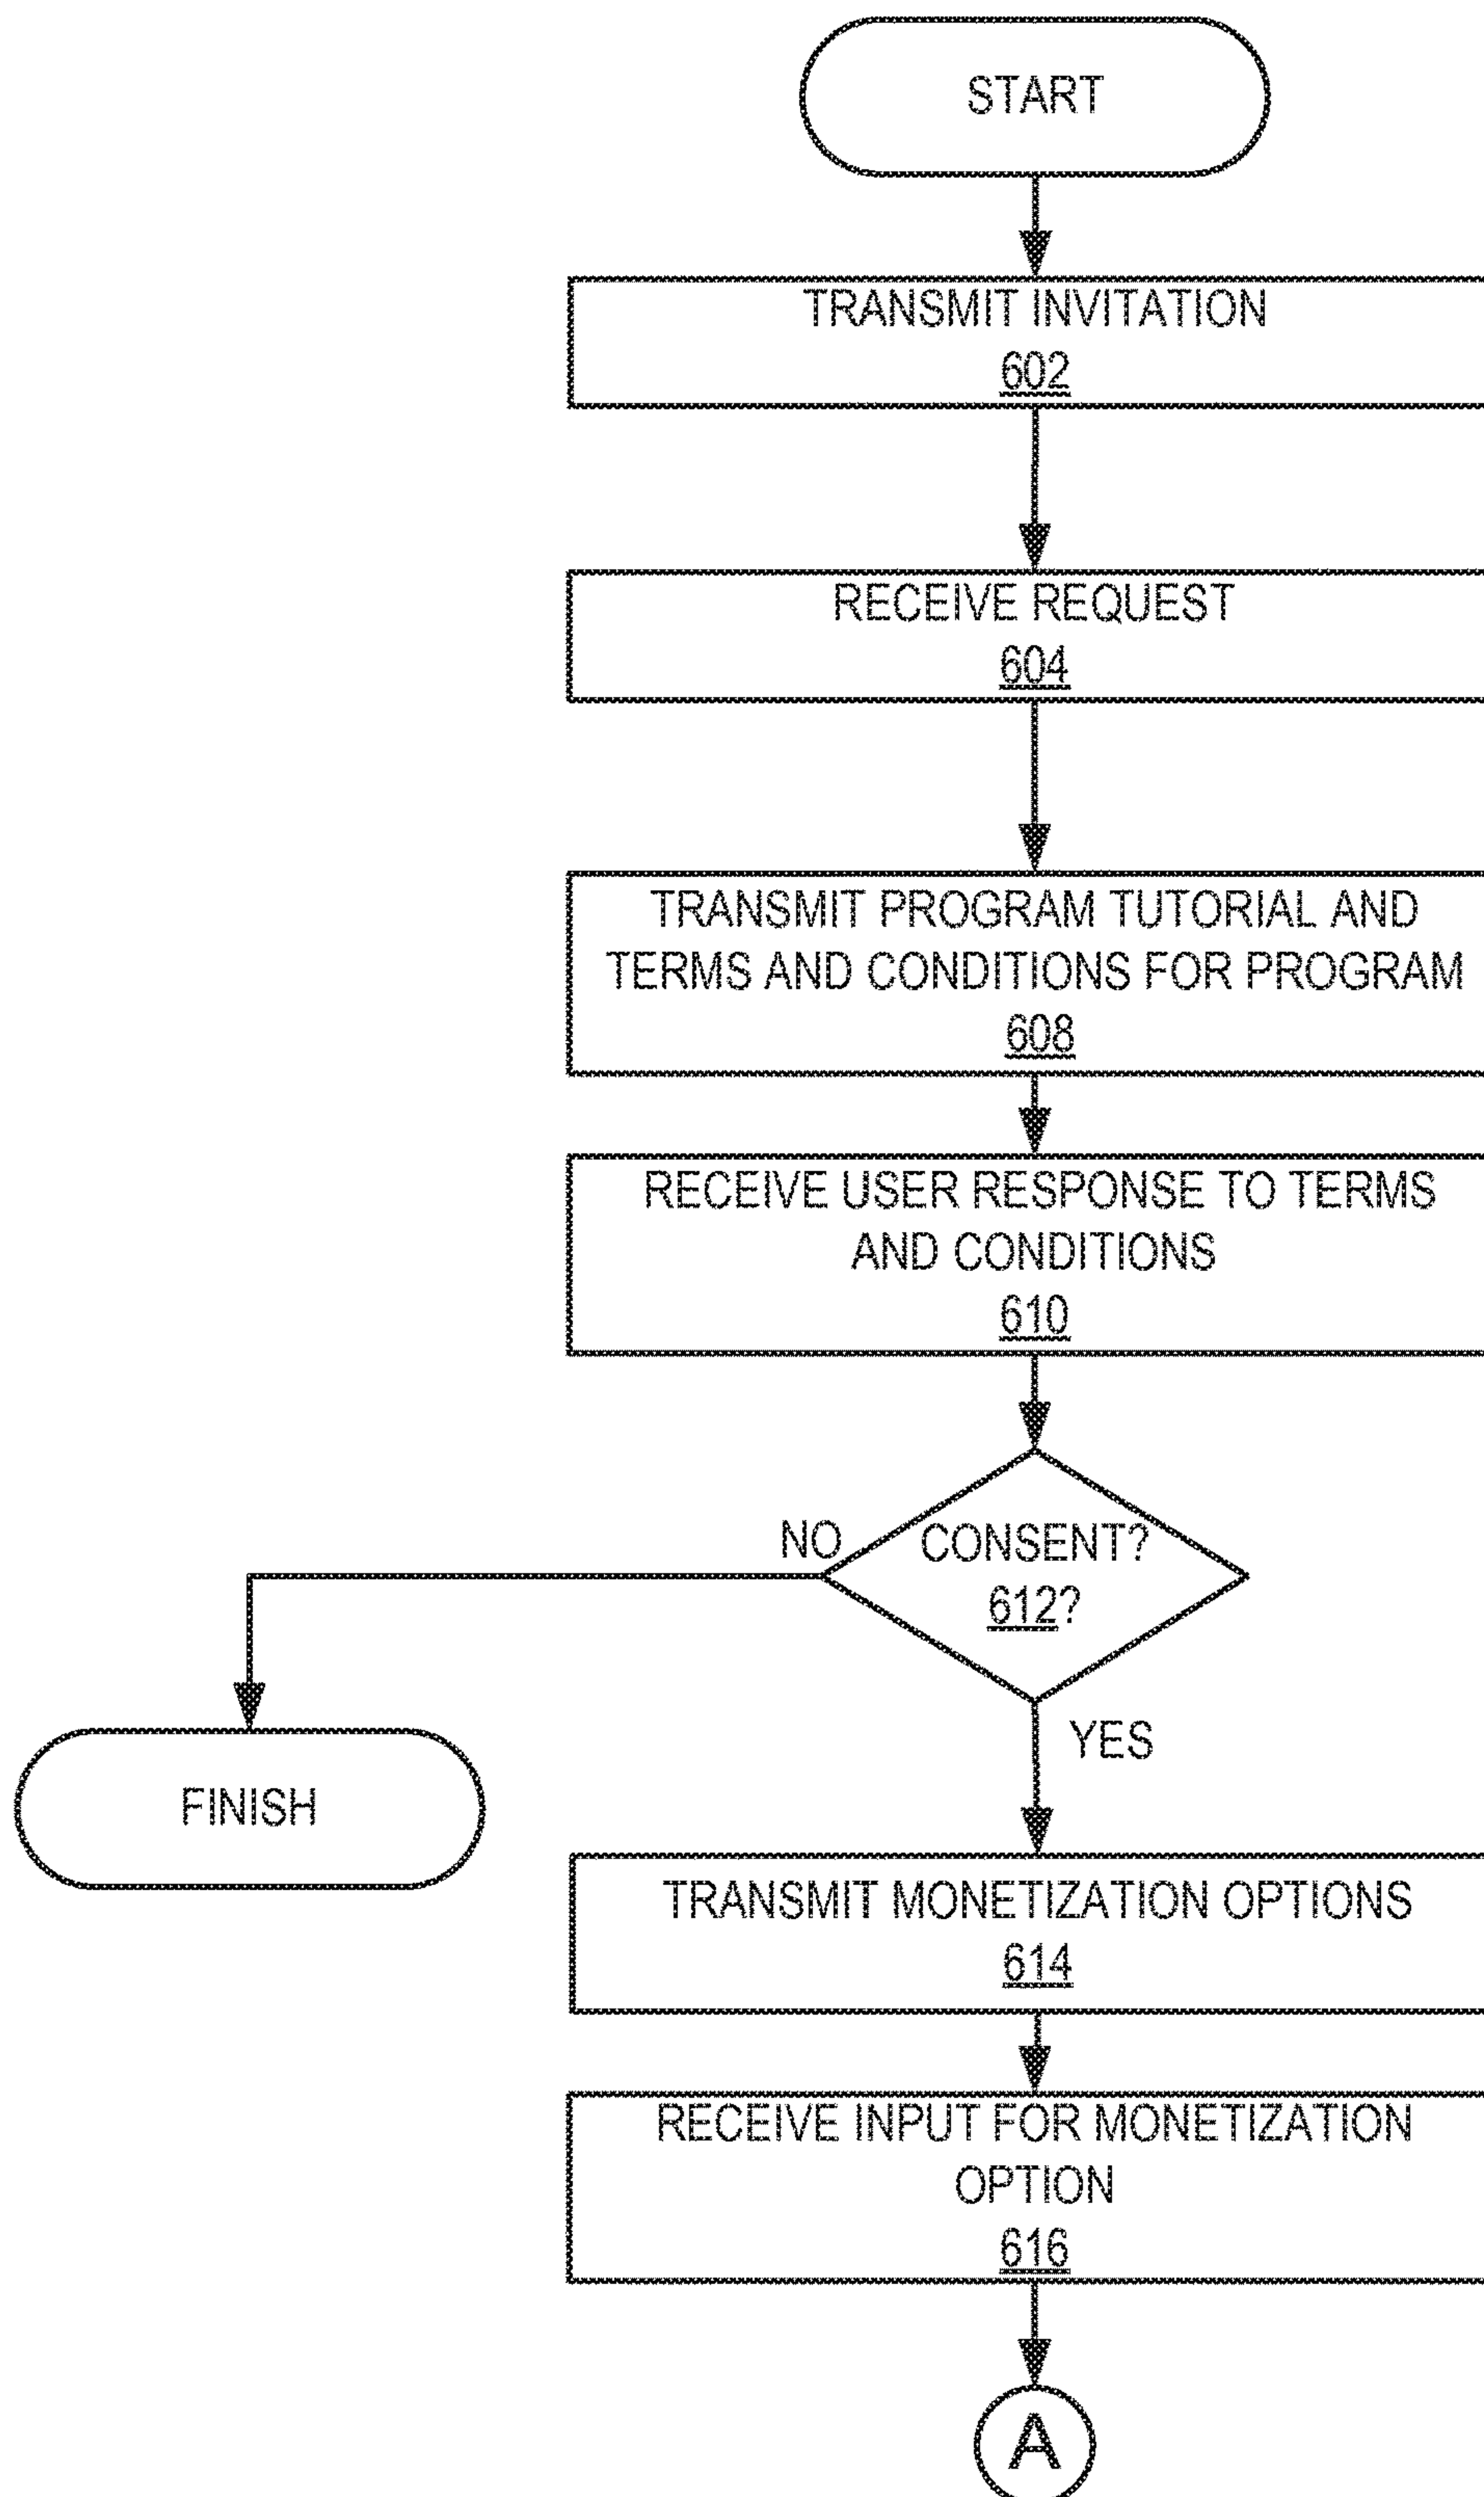 START
TRANSMIT INVITATION
602
RECEIVE REQUEST
604
TRANSMIT PROGRAM TUTORIAL AND
TERMS AND CONDITIONS FOR PROGRAM
608
RECEIVE USER RESPONSE TO TERMS
AND CONDITIONS
610
NO
CONSENT?
612?
YES
FINISH
TRANSMIT MONETIZATION OPTIONS
614
RECEIVE INPUT FOR MONETIZATION
OPTION
616
A